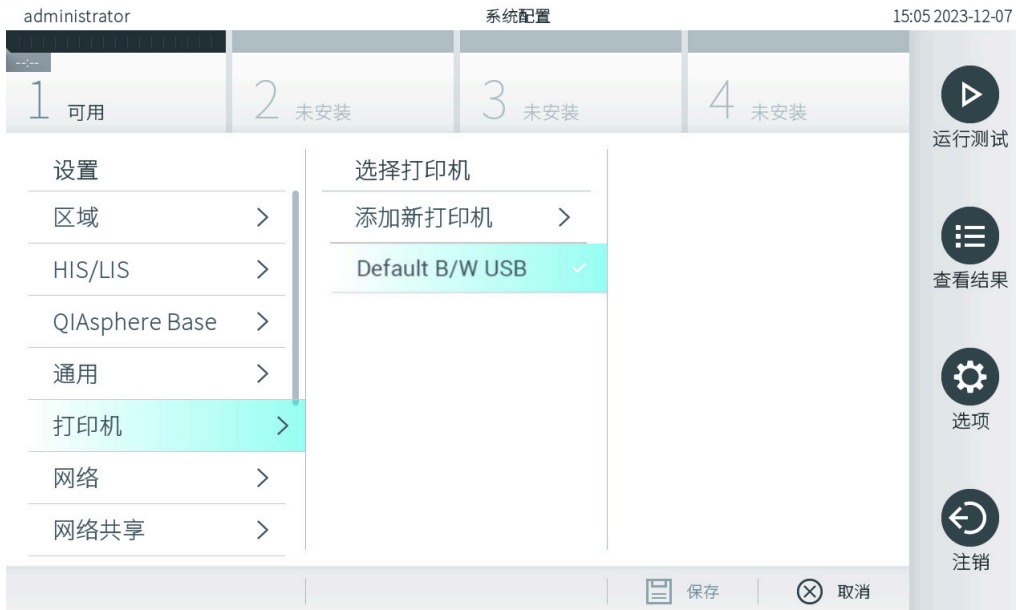 administrator 系统配置 15:05 2023-12-07
--:--
1 可用 2 未安装 3 未安装 4 未安装
运行测试
设置 选择打印机
区域 添加新打印机
HIS/LIS Default B/W USB
查看结果
QIAsphere Base
通用
打印机
选项
网络
网络共享
注销
保存 取消